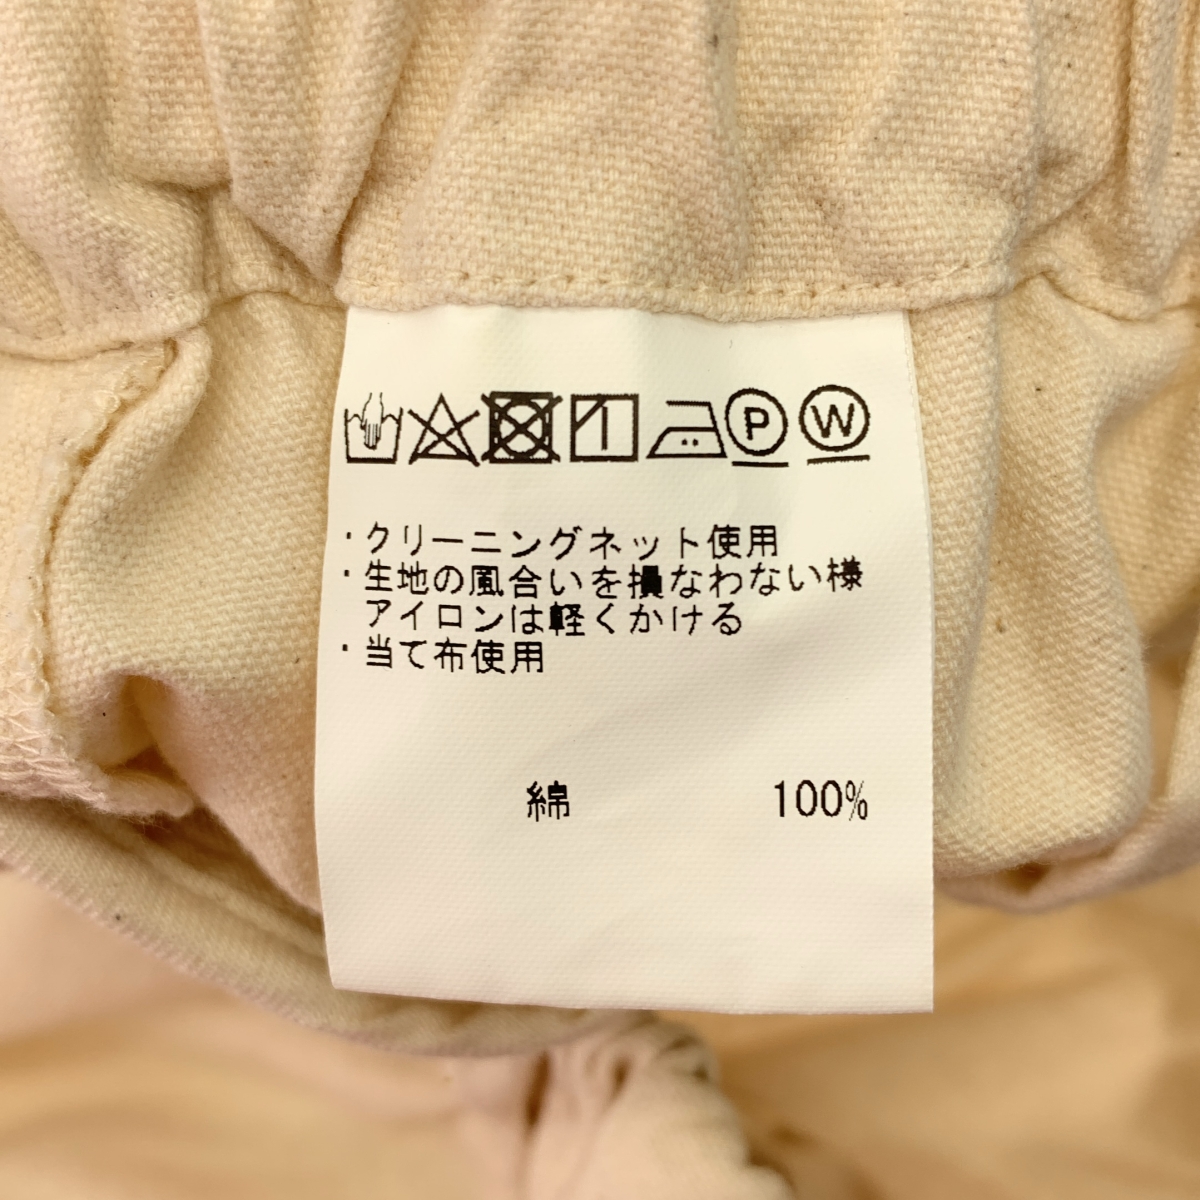 P W
・クリーニングネット使用
・生地の風合いを損なわない様
アイロンは軽くかける
・当て布使用
綿 100%